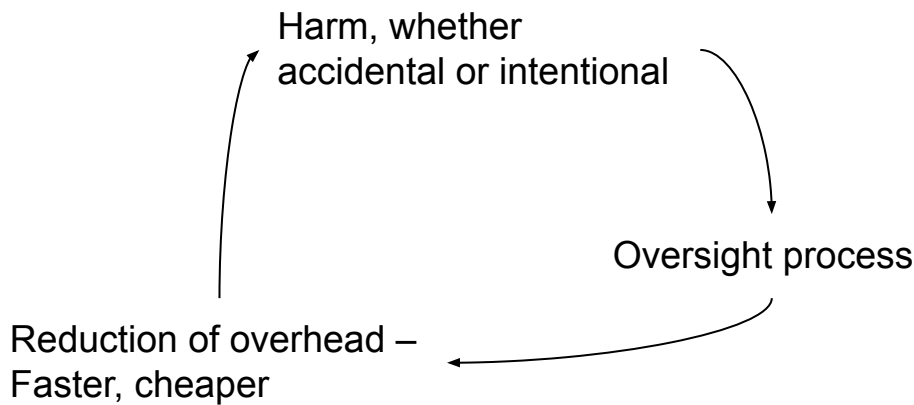 Harm, whether
accidental or intentional
Oversight process
Reduction of overhead –
Faster, cheaper